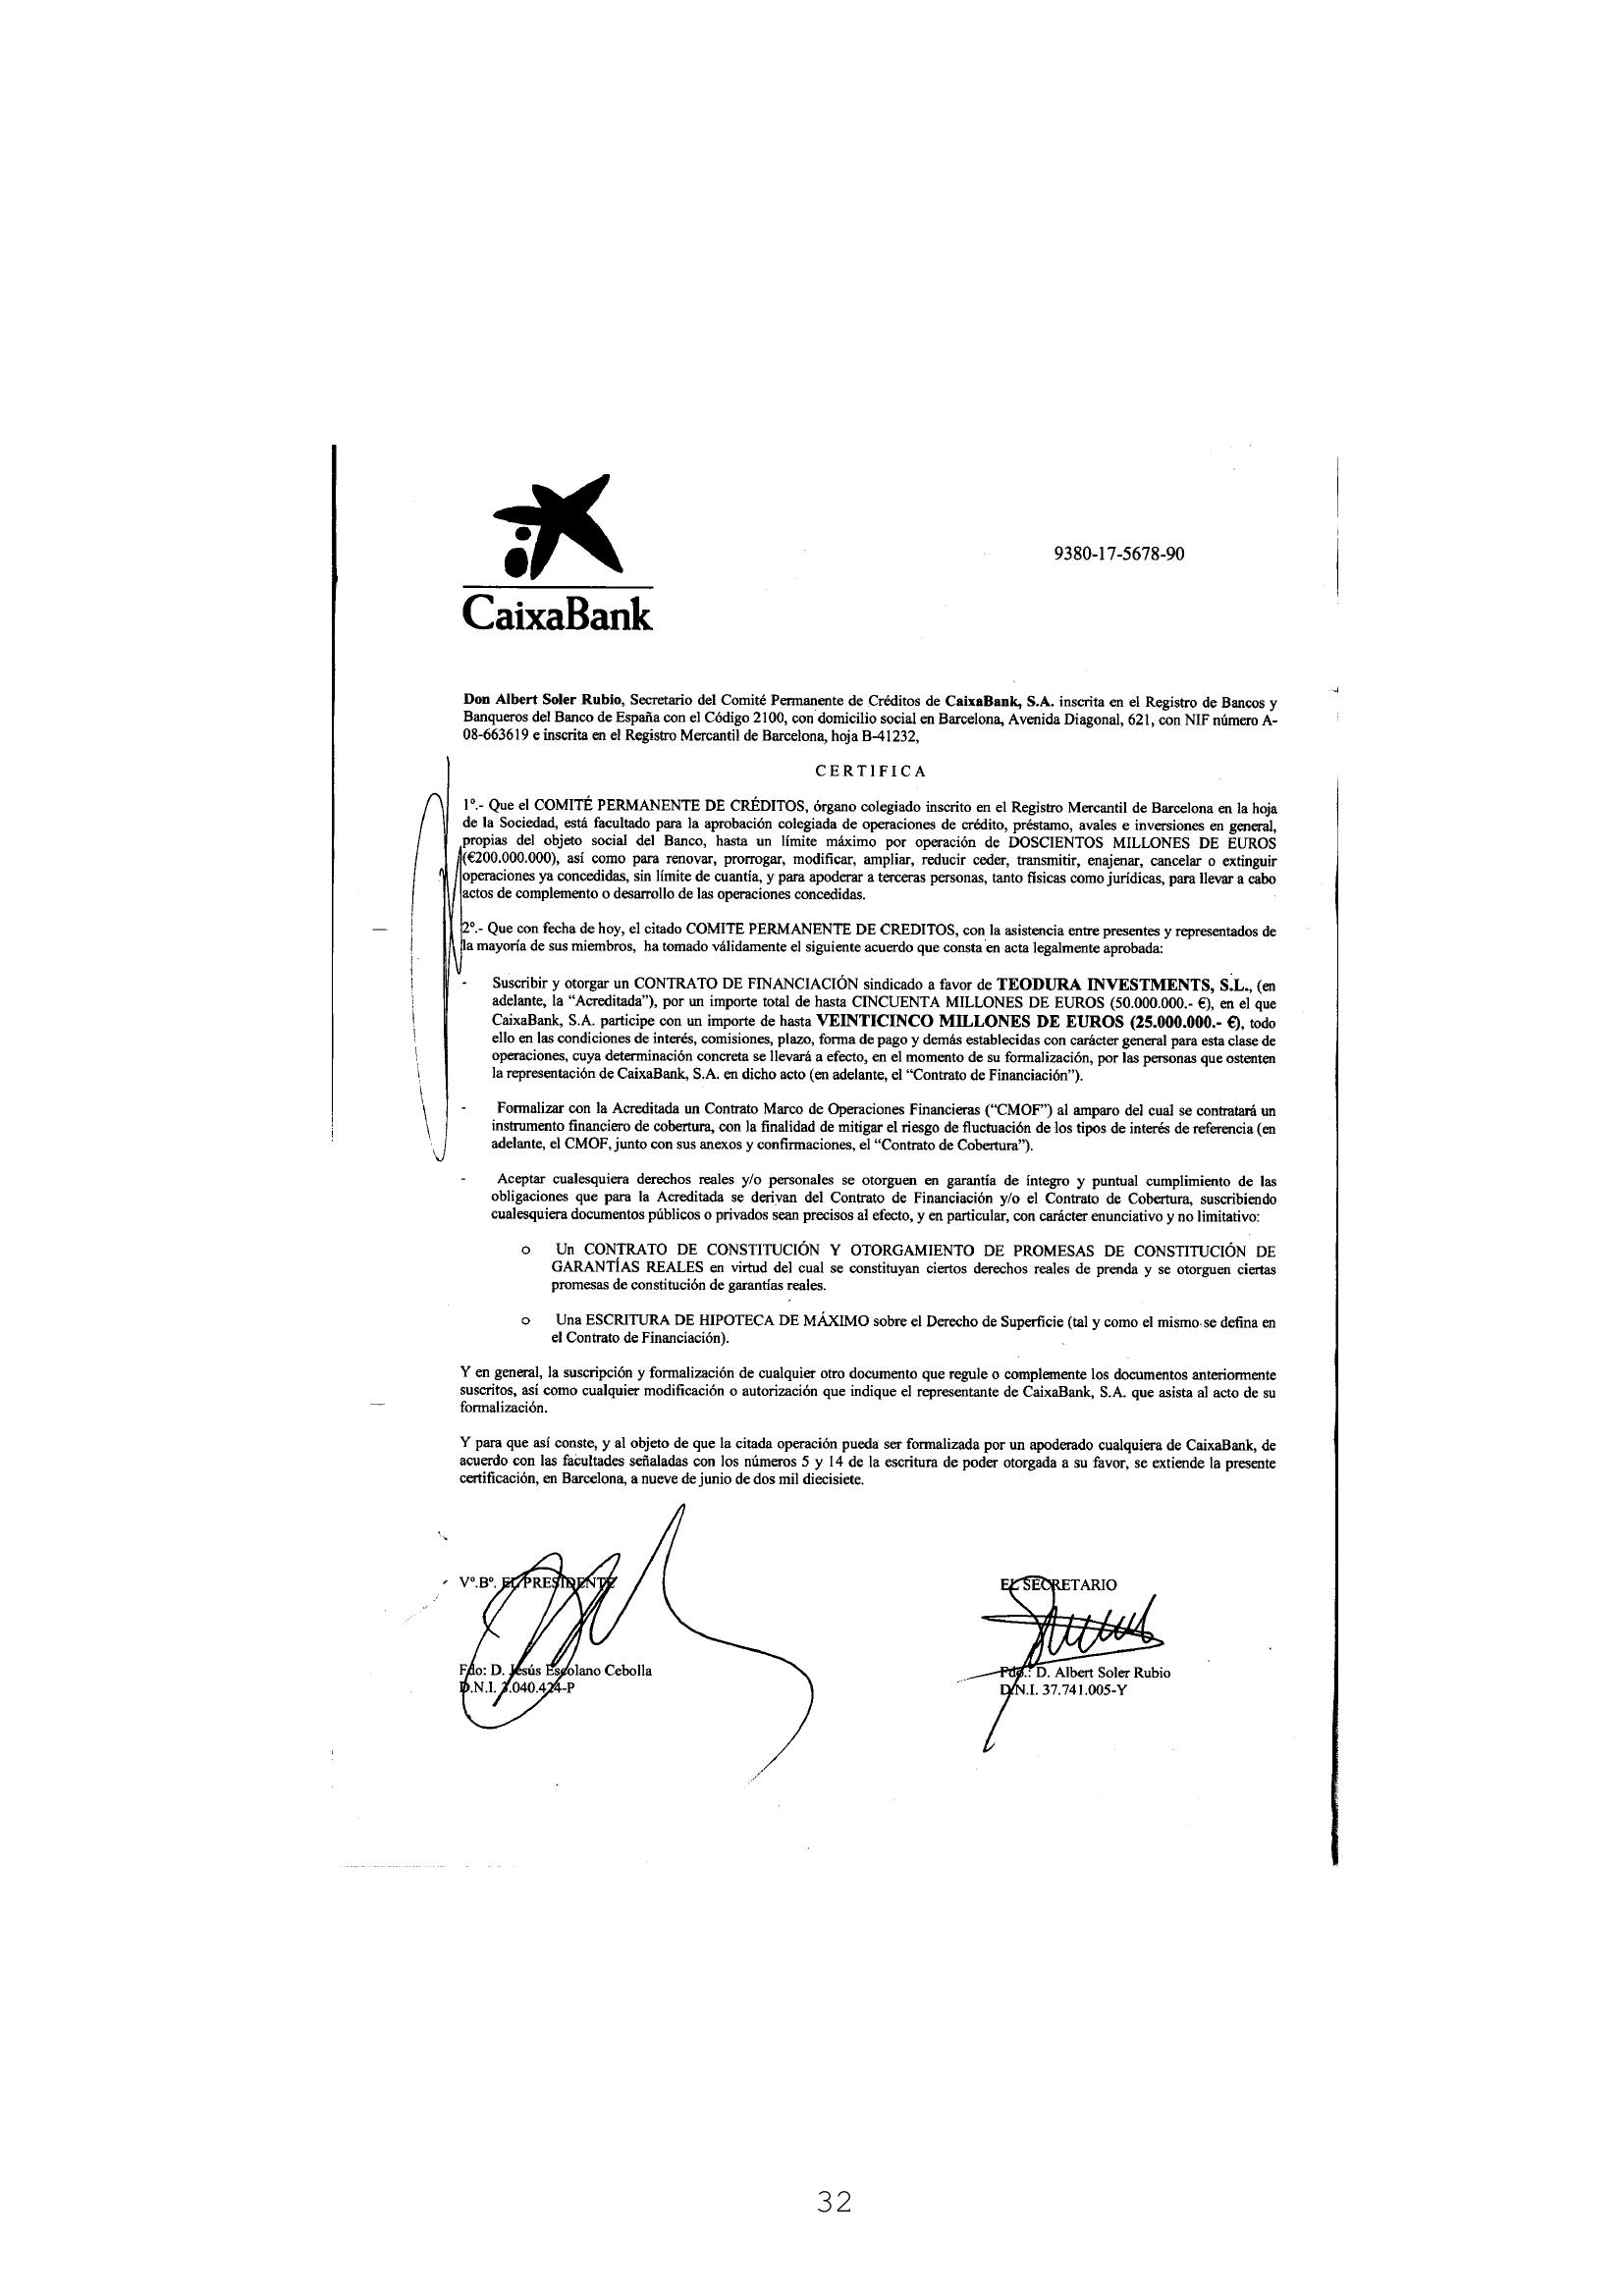 CaixaBank
9380-17-5678-90
Don Albert Soler Rubio, Secretario del Comité Permanente de Créditos de CaixaBank, S.A. inscrita en el Registro de Bancos y
Banqueros del Banco de España con el Código 2100, con domicilio social en Barcelona, Avenida Diagonal, 621, con NIF número A-
08-663619 e inscrita en el Registro Mercantil de Barcelona, hoja B-41232,
CERTIFICA
1º.- Que el COMITÉ PERMANENTE DE CRÉDITOS, órgano colegiado inscrito en el Registro Mercantil de Barcelona en la hoja
de la Sociedad, está facultado para la aprobación colegiada de operaciones de crédito, préstamo, avales e inversiones en general,
propias del objeto social del Banco, hasta un límite máximo por operación de DOSCIENTOS MILLONES DE EUROS
(€200.000.000), así como para renovar, prorrogar, modificar, ampliar, reducir ceder, transmitir, enajenar, cancelar o extinguir
operaciones ya concedidas, sin límite de cuantía, y para apoderar a terceras personas, tanto físicas como jurídicas, para llevar a cabo
actos de complemento o desarrollo de las operaciones concedidas.
2º.- Que con fecha de hoy, el citado COMITE PERMANENTE DE CREDITOS, con la asistencia entre presentes y representados de
la mayoría de sus miembros, ha tomado válidamente el siguiente acuerdo que consta en acta legalmente aprobada:
- Suscribir y otorgar un CONTRATO DE FINANCIACIÓN sindicado a favor de TEODURA INVESTMENTS, S.L., (en
adelante, la “Acreditada”), por un importe total de hasta CINCUENTA MILLONES DE EUROS (50.000.000.- €), en el que
CaixaBank, S.A. participe con un importe de hasta VEINTICINCO MILLONES DE EUROS (25.000.000.- €), todo
ello en las condiciones de interés, comisiones, plazo, forma de pago y demás establecidas con carácter general para esta clase de
operaciones, cuya determinación concreta se llevará a efecto, en el momento de su formalización, por las personas que ostenten
la representación de CaixaBank, S.A. en dicho acto (en adelante, el “Contrato de Financiación”).
- Formalizar con la Acreditada un Contrato Marco de Operaciones Financieras (“CMOF”) al amparo del cual se contratará un
instrumento financiero de cobertura, con la finalidad de mitigar el riesgo de fluctuación de los tipos de interés de referencia (en
adelante, el CMOF, junto con sus anexos y confirmaciones, el “Contrato de Cobertura”).
- Aceptar cualesquiera derechos reales y/o personales se otorguen en garantía de íntegro y puntual cumplimiento de las
obligaciones que para la Acreditada se derivan del Contrato de Financiación y/o el Contrato de Cobertura, suscribiendo
cualesquiera documentos públicos o privados sean precisos al efecto, y en particular, con carácter enunciativo y no limitativo:
o Un CONTRATO DE CONSTITUCIÓN Y OTORGAMIENTO DE PROMESAS DE CONSTITUCIÓN DE
GARANTÍAS REALES en virtud del cual se constituyan ciertos derechos reales de prenda y se otorguen ciertas
promesas de constitución de garantías reales.
o Una ESCRITURA DE HIPOTECA DE MÁXIMO sobre el Derecho de Superficie (tal y como el mismo se defina en
el Contrato de Financiación).
Y en general, la suscripción y formalización de cualquier otro documento que regule o complemente los documentos anteriormente
suscritos, así como cualquier modificación o autorización que indique el representante de CaixaBank, S.A. que asista al acto de su
formalización.
Y para que así conste, y al objeto de que la citada operación pueda ser formalizada por un apoderado cualquiera de CaixaBank, de
acuerdo con las facultades señaladas con los números 5 y 14 de la escritura de poder otorgada a su favor, se extiende la presente
certificación, en Barcelona, a nueve de junio de dos mil diecisiete.
Vº.Bº. EL PRESIDENTE
EL SECRETARIO
Fdo: D. Jesús Escolano Cebolla
D.N.I. 3.040.424-P
Fdo.: D. Albert Soler Rubio
D.N.I. 37.741.005-Y
32